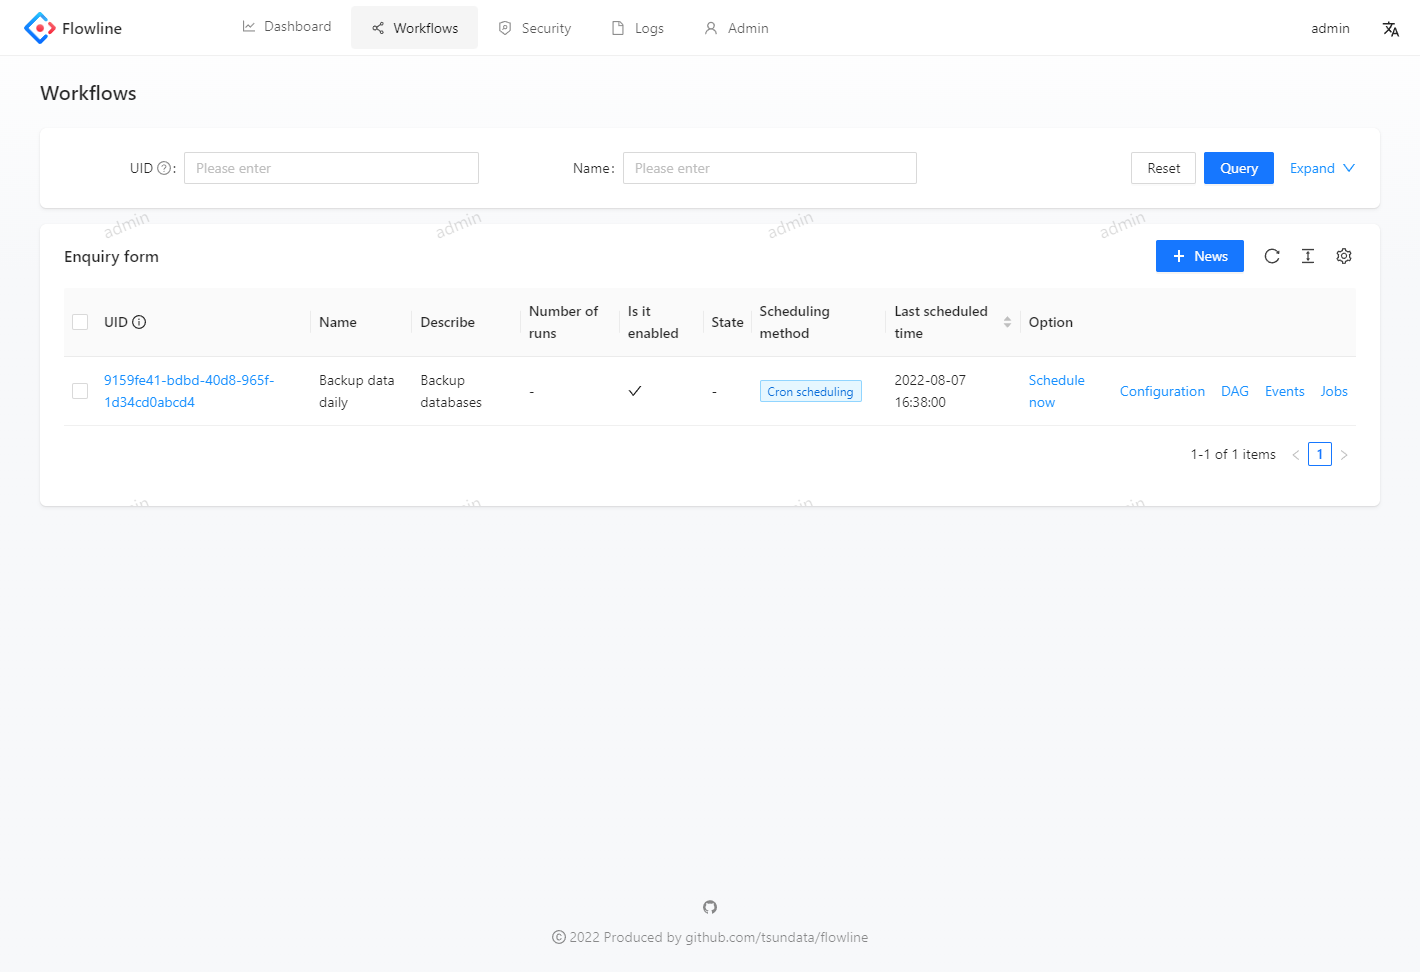 Flowline
Dashboard
Workflows
Security
Logs
Admin
admin
Workflows
UID :
Please enter
Name:
Please enter
Reset
Query
Expand
admin admin admin admin
Enquiry form
+ News
UID
Name
Describe
Number of
runs
Is it
enabled
State
Scheduling
method
Last scheduled
time
Option
9159fe41-bdbd-40d8-965f-
1d34cd0abcd4
Backup data
daily
Backup
databases
-
-
Cron scheduling
2022-08-07
16:38:00
Schedule
now
Configuration
DAG
Events
Jobs
1-1 of 1 items < 1 >
© 2022 Produced by github.com/tsundata/flowline